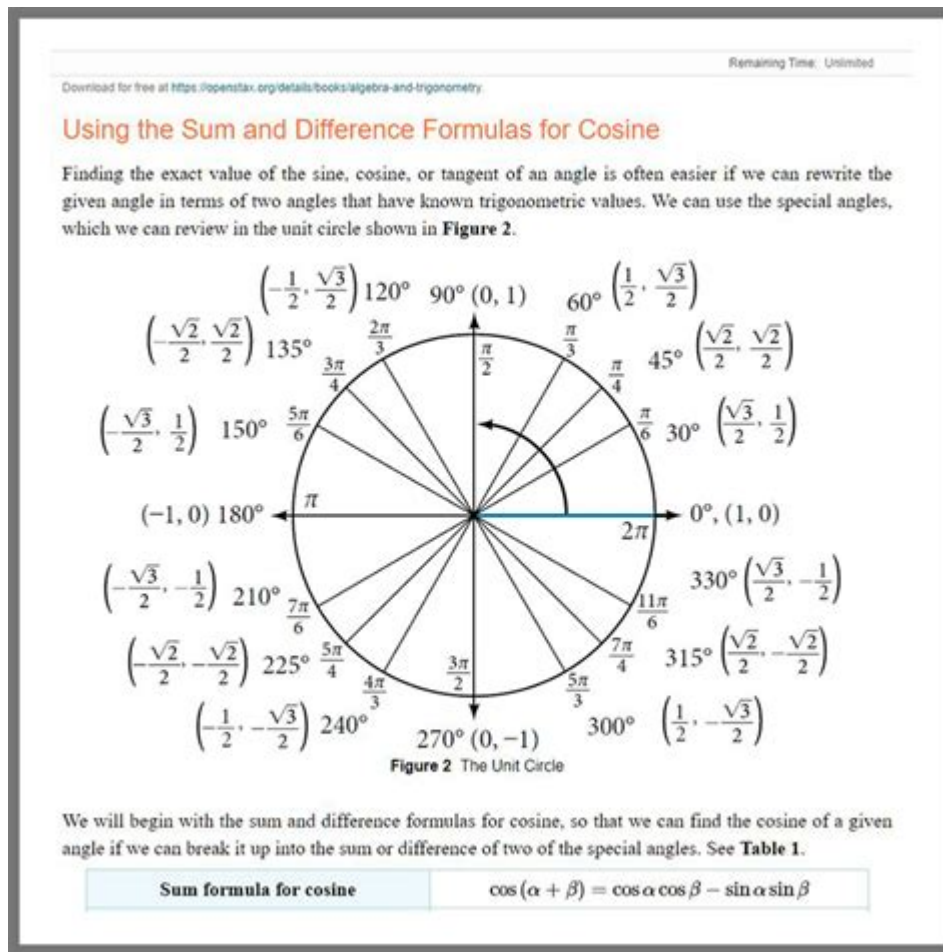 Remaining Time: Unlimited
Download for free at https://openstax.org/details/books/algebra-and-trigonometry.
Using the Sum and Difference Formulas for Cosine
Finding the exact value of the sine, cosine, or tangent of an angle is often easier if we can rewrite the
given angle in terms of two angles that have known trigonometric values. We can use the special angles,
which we can review in the unit circle shown in Figure 2.
(-1/2, √3/2) 120° 90° (0, 1) 60° (1/2, √3/2)
(-√2/2, √2/2) 135° 2π/3 π/2 π/3 45° (√2/2, √2/2)
3π/4 π/4
(-√3/2, 1/2) 150° 5π/6 π/6 30° (√3/2, 1/2)
(−1, 0) 180° π 2π 0°, (1, 0)
(-√3/2, -1/2) 210° 7π/6 11π/6 330° (√3/2, -1/2)
(-√2/2, -√2/2) 225° 5π/4 7π/4 315° (√2/2, -√2/2)
4π/3 3π/2 5π/3
(-1/2, -√3/2) 240° 270° (0, −1) 300° (1/2, -√3/2)
Figure 2 The Unit Circle
We will begin with the sum and difference formulas for cosine, so that we can find the cosine of a given
angle if we can break it up into the sum or difference of two of the special angles. See Table 1.
Sum formula for cosine cos (α + β) = cos α cos β − sin α sin β